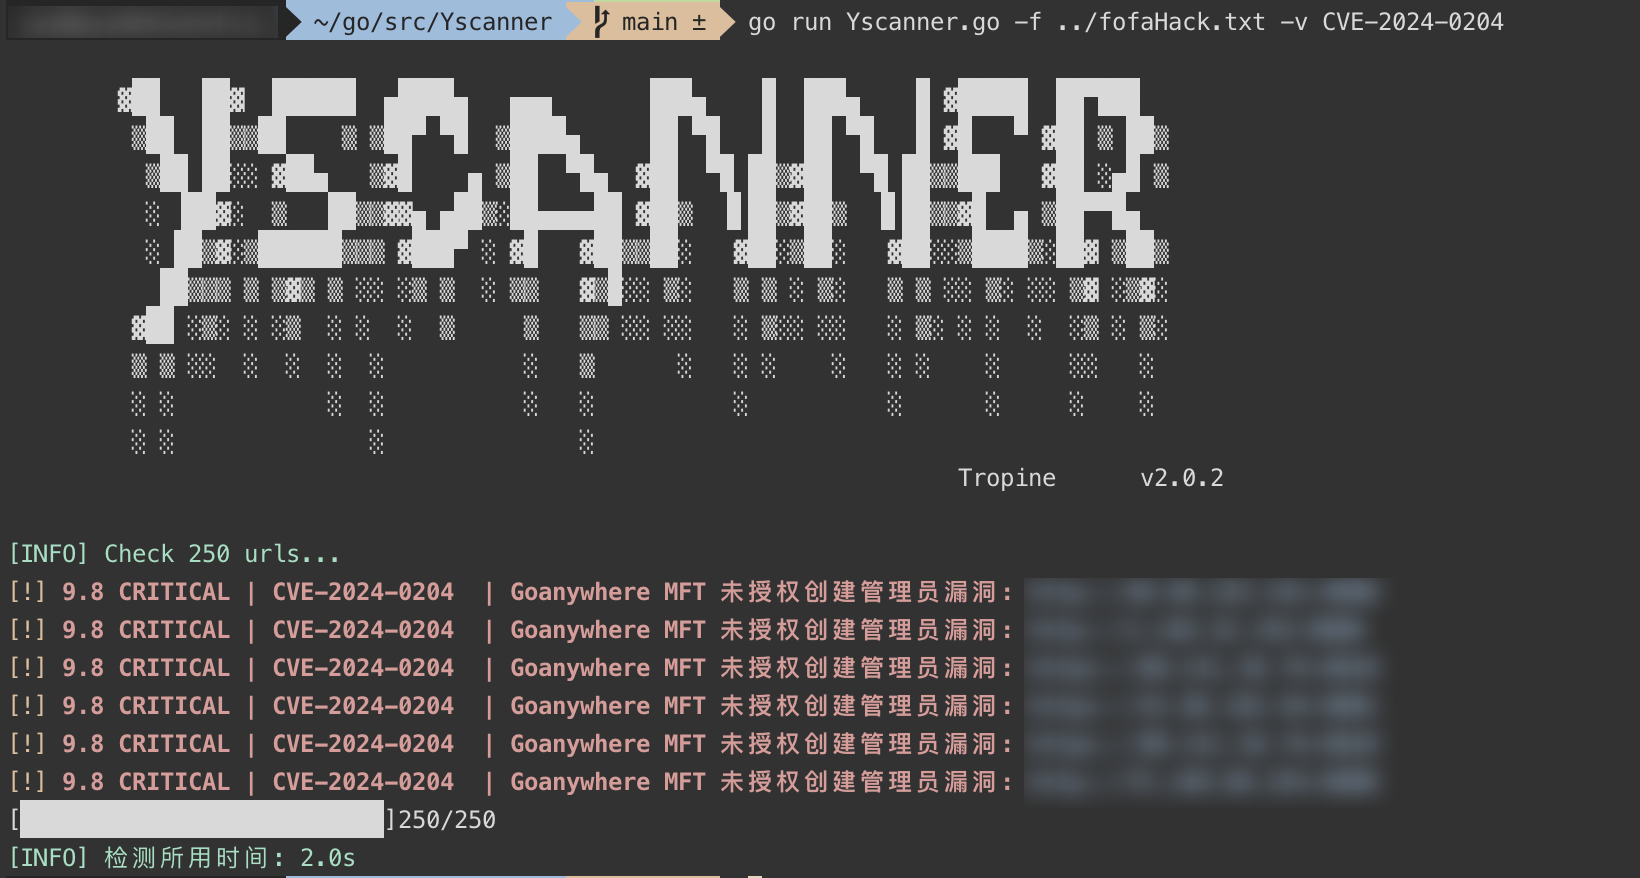 ~/go/src/Yscanner main ± go run Yscanner.go -f ../fofaHack.txt -v CVE-2024-0204
YSCANNER
Tropine v2.0.2
[INFO] Check 250 urls...
[!] 9.8 CRITICAL | CVE-2024-0204 | Goanywhere MFT 未授权创建管理员漏洞:
[!] 9.8 CRITICAL | CVE-2024-0204 | Goanywhere MFT 未授权创建管理员漏洞:
[!] 9.8 CRITICAL | CVE-2024-0204 | Goanywhere MFT 未授权创建管理员漏洞:
[!] 9.8 CRITICAL | CVE-2024-0204 | Goanywhere MFT 未授权创建管理员漏洞:
[!] 9.8 CRITICAL | CVE-2024-0204 | Goanywhere MFT 未授权创建管理员漏洞:
[!] 9.8 CRITICAL | CVE-2024-0204 | Goanywhere MFT 未授权创建管理员漏洞:
[ ]250/250
[INFO] 检测所用时间: 2.0s